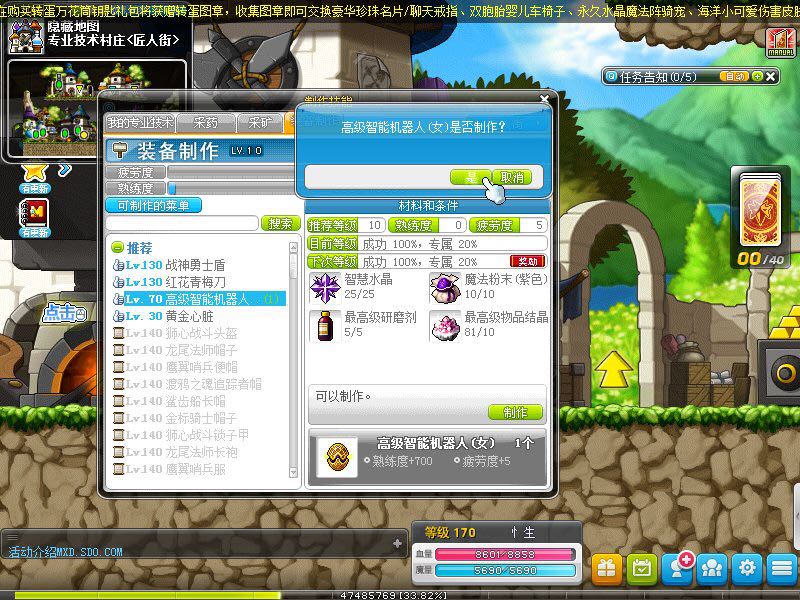 在购买转蛋万花筒钥匙礼包将获赠转蛋图章，收集图章即可交换豪华珍珠名片/聊天戒指、双胞胎婴儿车椅子、永久水晶魔法阵骑宠、海洋小可爱伤害皮肤
隐藏地图
专业技术村庄<匠人街>
MANUAL
任务告知(0/5)
自动
有更新
有更新
我的专业技术
采药
采矿
装备制作 LV.10
疲劳度
熟练度
可制作的菜单
搜索
推荐
Lv.130 战神勇士盾
Lv.130 红花青梅刀
Lv. 70 高级智能机器人.. (1)
Lv. 30 黄金心脏
Lv.140 狮心战斗头盔
Lv.140 龙尾法师帽子
Lv.140 鹰翼哨兵便帽
Lv.140 渡鸦之魂追踪者帽
Lv.140 鲨齿船长帽
Lv.140 金标骑士帽子
Lv.140 狮心战斗锁子甲
Lv.140 龙尾法师长袍
Lv.140 鹰翼哨兵服
高级智能机器人(女)是否制作?
是
取消
材料和条件
推荐等级 10
熟练度 0
疲劳度 5
目前等级 成功 100%, 专属 20%
下次等级 成功 100%, 专属 20%
奖励
智慧水晶
25/25
魔法粉末(紫色)
10/10
最高级研磨剂
5/5
最高级物品结晶
81/10
可以制作。
制作
高级智能机器人(女) 1个
熟练度+700
疲劳度+5
00/40
点击
活动介绍MXD.SDO.COM
等级 170
血量
8601/8858
魔量
5690/5690
47485769[33.82%]